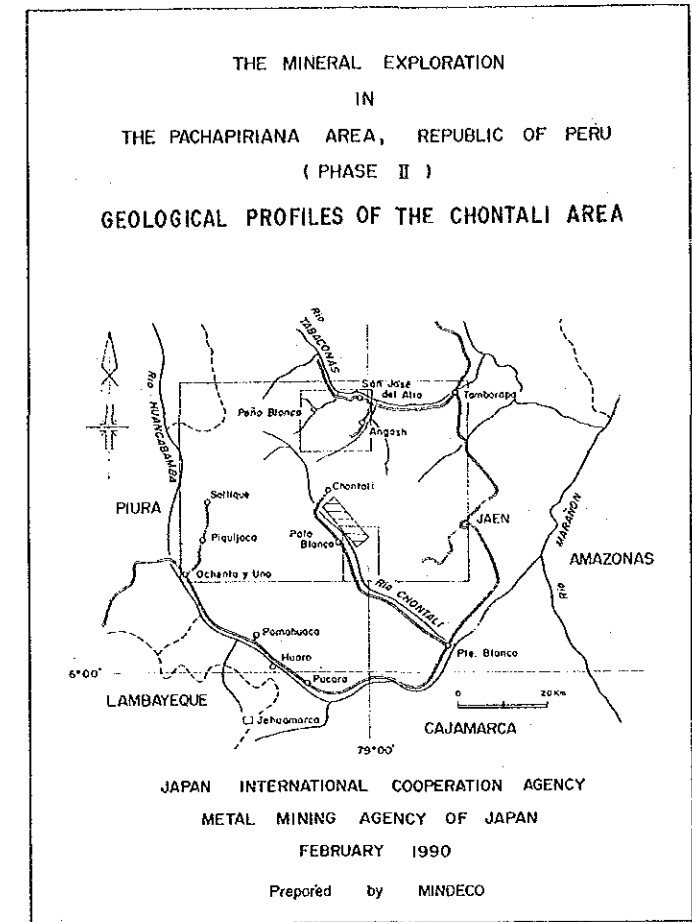 THE MINERAL EXPLORATION
IN
THE PACHAPIRIANA AREA, REPUBLIC OF PERU
( PHASE II )
GEOLOGICAL PROFILES OF THE CHONTALI AREA
RIO TABACONAS
Rio HUANCABAMBA
San José del Alto
Tamborapa
Peña Blanca
Angash
Chontali
Sallique
PIURA
Piquijaca
Palo Blanco
JAEN
Rio MARAÑON
AMAZONAS
Ochenta y Uno
Rio CHONTALI
Pomahuaca
Pte. Blanco
Huaro
6°00'
Pucara
0 20 Km
LAMBAYEQUE
Jehuamarca
CAJAMARCA
79°00'
JAPAN INTERNATIONAL COOPERATION AGENCY
METAL MINING AGENCY OF JAPAN
FEBRUARY 1990
Prepared by MINDECO